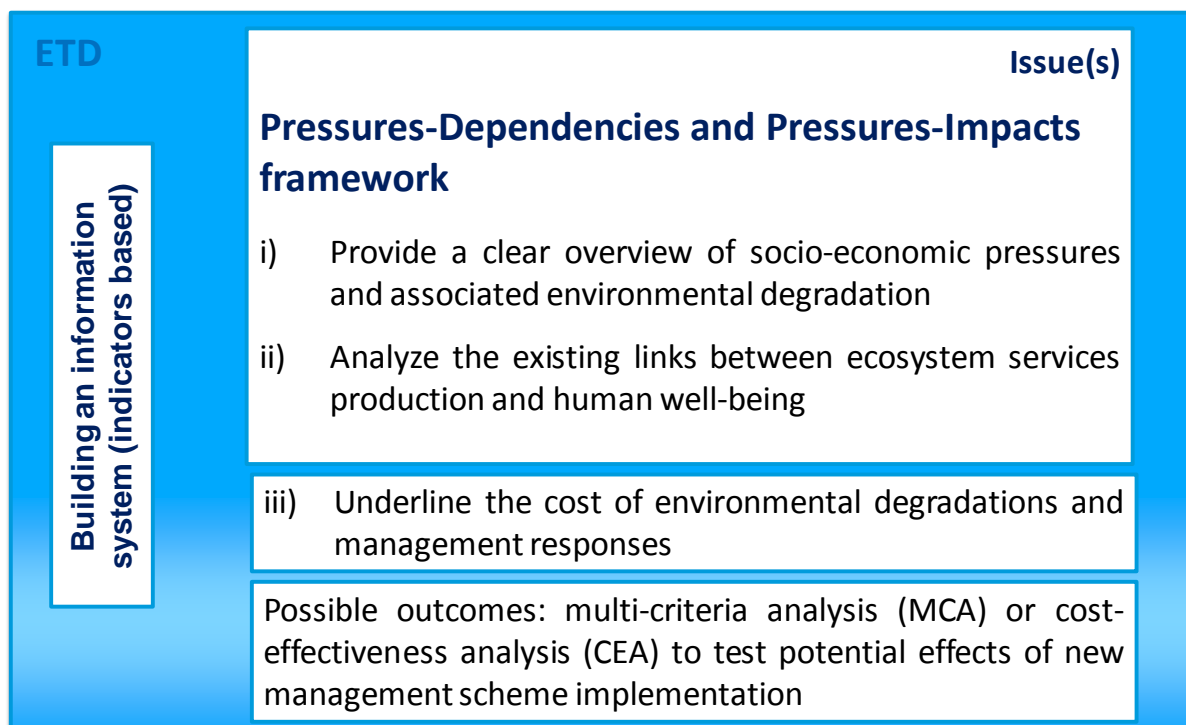 ETD
Issue(s)
Building an information
system (indicators based)
Pressures-Dependencies and Pressures-Impacts
framework
i) Provide a clear overview of socio-economic pressures
and associated environmental degradation
ii) Analyze the existing links between ecosystem services
production and human well-being
iii) Underline the cost of environmental degradations and
management responses
Possible outcomes: multi-criteria analysis (MCA) or cost-
effectiveness analysis (CEA) to test potential effects of new
management scheme implementation